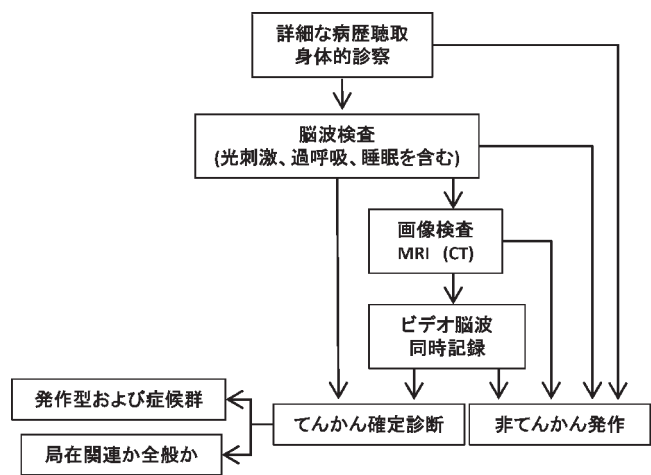 詳細な病歴聴取
身体的診察
脳波検査
(光刺激、過呼吸、睡眠を含む)
画像検査
MRI (CT)
ビデオ脳波
同時記録
発作型および症候群
てんかん確定診断
非てんかん発作
局在関連か全般か